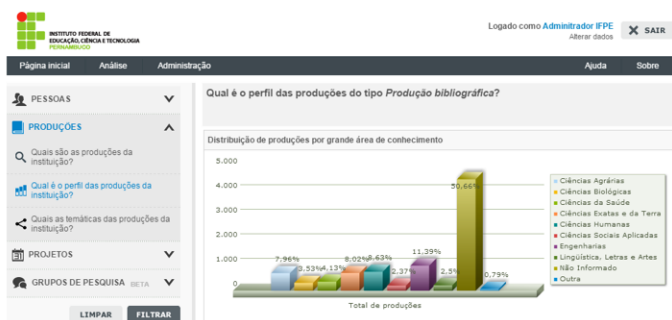 INSTITUTO FEDERAL DE
EDUCAÇÃO, CIÊNCIA E TECNOLOGIA
PERNAMBUCO
Logado como Administrador IFPE
Alterar dados
SAIR
Página inicial Análise Administração Ajuda Sobre
PESSOAS
PRODUÇÕES
Quais são as produções da
instituição?
Qual é o perfil das produções da
instituição?
Quais as temáticas das produções da
instituição?
PROJETOS
GRUPOS DE PESQUISA BETA
LIMPAR FILTRAR
Qual é o perfil das produções do tipo Produção bibliográfica?
Distribuição de produções por grande área de conhecimento
5.000
4.000
3.000
2.000
1.000
0
7,96%
3,53%
4,13%
8,02%
8,63%
2,37%
11,39%
2,5%
50,66%
0,79%
Total de produções
Ciências Agrárias
Ciências Biológicas
Ciências da Saúde
Ciências Exatas e da Terra
Ciências Humanas
Ciências Sociais Aplicadas
Engenharias
Lingüística, Letras e Artes
Não Informado
Outra